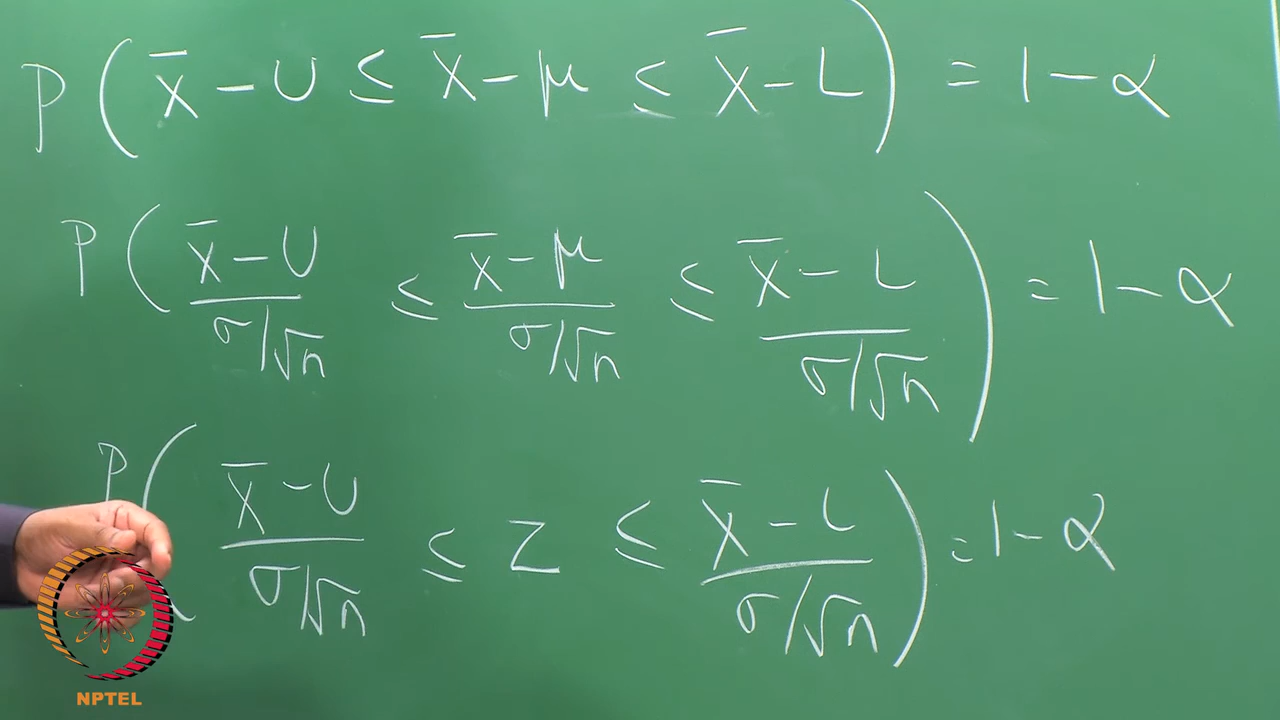 P ( X̄ − U ≤ X̄ − μ ≤ X̄ − L ) = 1 − α
P ( (X̄ − U)/(σ/√n) ≤ (X̄ − μ)/(σ/√n) ≤ (X̄ − L)/(σ/√n) ) = 1 − α
P ( (X̄ − U)/(σ/√n) ≤ Z ≤ (X̄ − L)/(σ/√n) ) = 1 − α
NPTEL